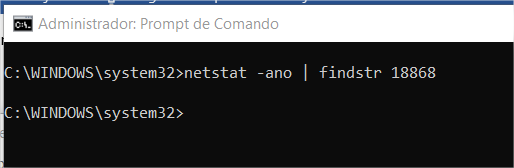 Administrador: Prompt de Comando
C:\WINDOWS\system32>netstat -ano | findstr 18868
C:\WINDOWS\system32>